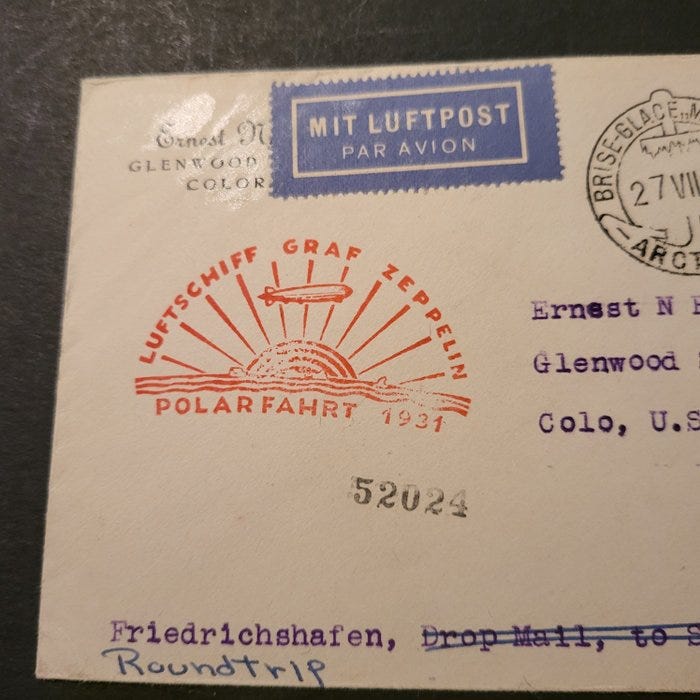 Ernest N
GLENWOOD
COLOR
MIT LUFTPOST
PAR AVION
BRISE-GLACE „M
27 VII
ARCT
LUFTSCHIFF GRAF ZEPPELIN
POLARFAHRT 1931
Ernest N
Glenwood
Colo, U.S
52024
Friedrichshafen, Drop Mail, to S
Roundtrip